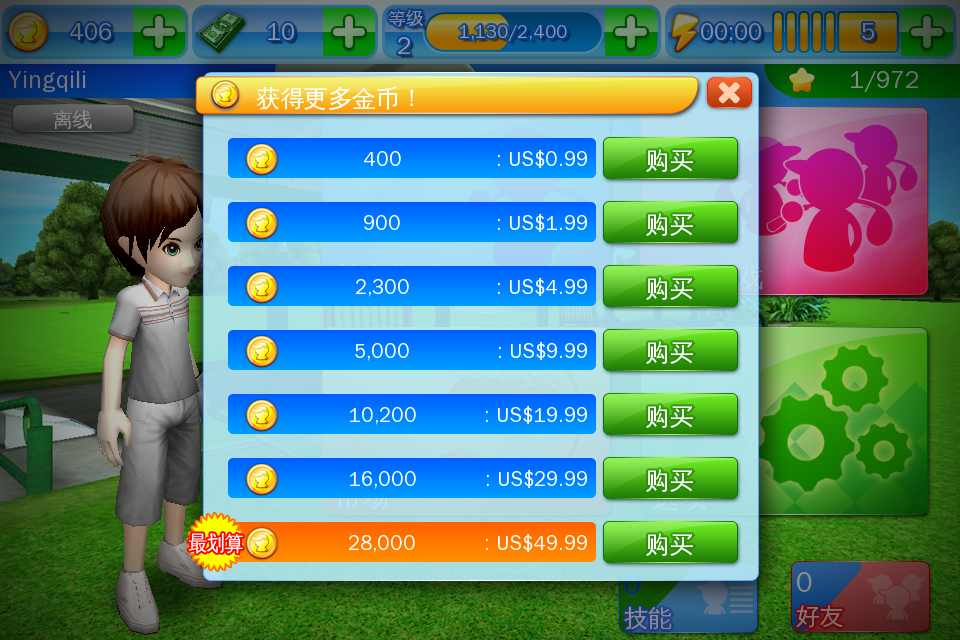 406
10
等级
2
1,130/2,400
00:00
5
Yingqili
1/972
离线
获得更多金币！
400 : US$0.99 购买
900 : US$1.99 购买
2,300 : US$4.99 购买
5,000 : US$9.99 购买
10,200 : US$19.99 购买
16,000 : US$29.99 购买
最划算 28,000 : US$49.99 购买
0
技能
0
好友